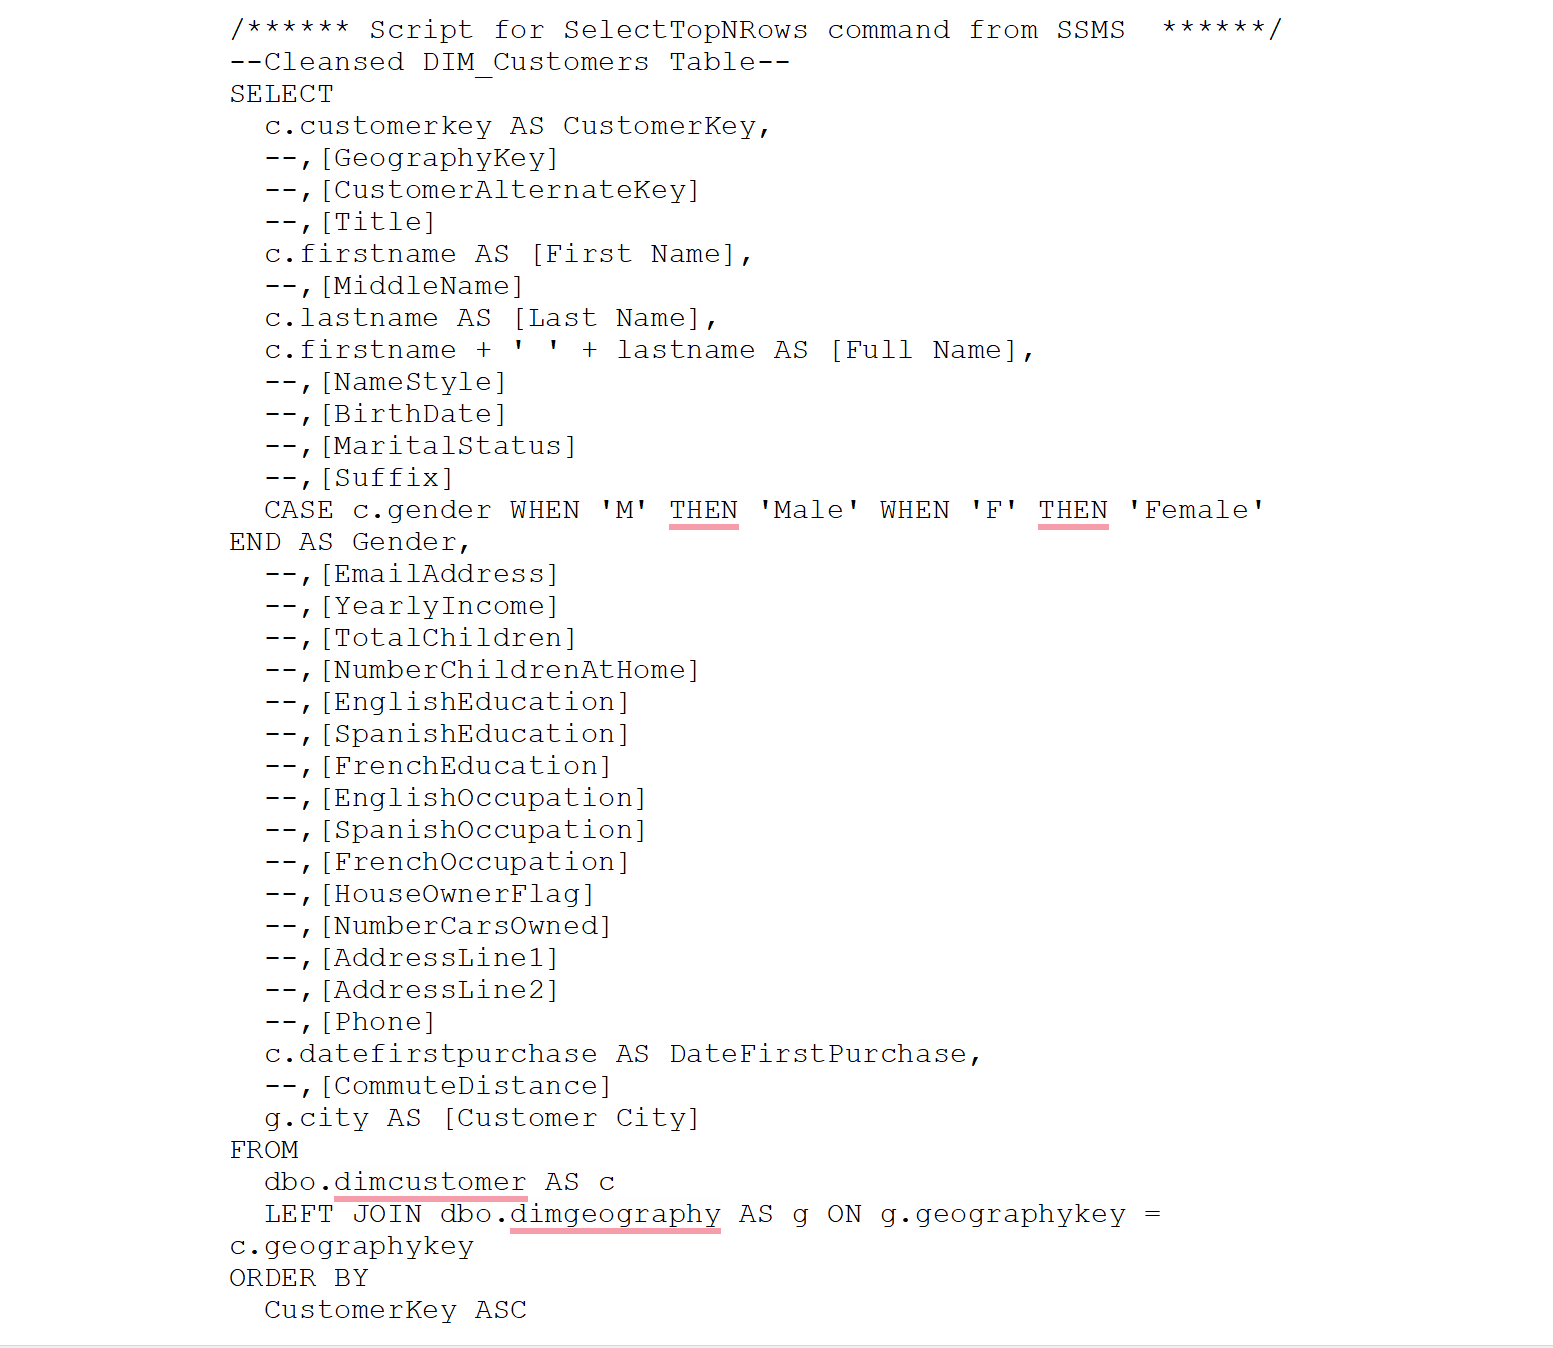 /****** Script for SelectTopNRows command from SSMS  ******/
--Cleansed DIM_Customers Table--
SELECT
  c.customerkey AS CustomerKey,
  --,[GeographyKey]
  --,[CustomerAlternateKey]
  --,[Title]
  c.firstname AS [First Name],
  --,[MiddleName]
  c.lastname AS [Last Name],
  c.firstname + ' ' + lastname AS [Full Name],
  --,[NameStyle]
  --,[BirthDate]
  --,[MaritalStatus]
  --,[Suffix]
  CASE c.gender WHEN 'M' THEN 'Male' WHEN 'F' THEN 'Female'
END AS Gender,
  --,[EmailAddress]
  --,[YearlyIncome]
  --,[TotalChildren]
  --,[NumberChildrenAtHome]
  --,[EnglishEducation]
  --,[SpanishEducation]
  --,[FrenchEducation]
  --,[EnglishOccupation]
  --,[SpanishOccupation]
  --,[FrenchOccupation]
  --,[HouseOwnerFlag]
  --,[NumberCarsOwned]
  --,[AddressLine1]
  --,[AddressLine2]
  --,[Phone]
  c.datefirstpurchase AS DateFirstPurchase,
  --,[CommuteDistance]
  g.city AS [Customer City]
FROM
  dbo.dimcustomer AS c
  LEFT JOIN dbo.dimgeography AS g ON g.geographykey =
c.geographykey
ORDER BY
  CustomerKey ASC